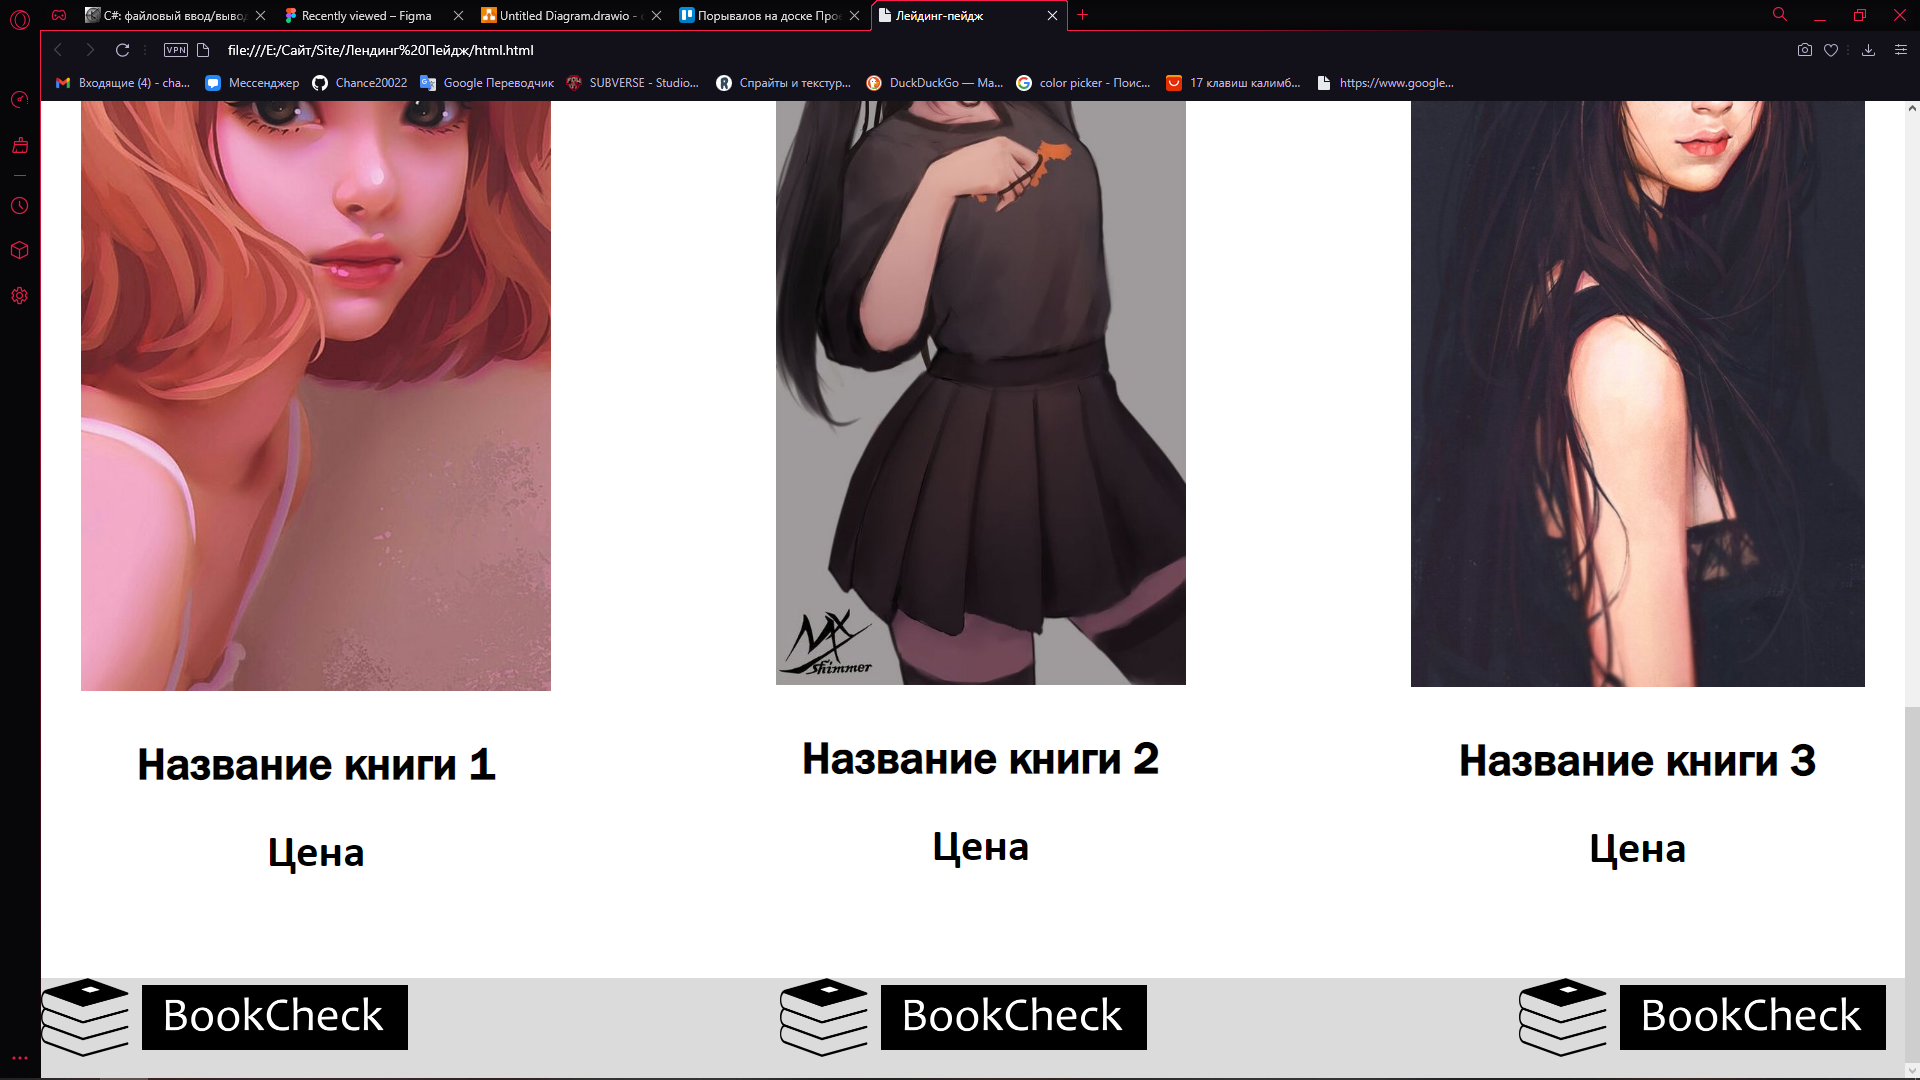 C#: файловый ввод/вывод
Recently viewed – Figma
Untitled Diagram.drawio -
Порывалов на доске Прое
Лейдинг-пейдж
VPN
file:///E:/Сайт/Site/Лендинг%20Пейдж/html.html
Входящие (4) - cha...
Мессенджер
Chance20022
Google Переводчик
SUBVERSE - Studio...
Спрайты и текстур...
DuckDuckGo — Ma...
color picker - Поис...
17 клавиш калимб...
https://www.google...
Shimmer
Название книги 1
Название книги 2
Название книги 3
Цена
Цена
Цена
BookCheck
BookCheck
BookCheck